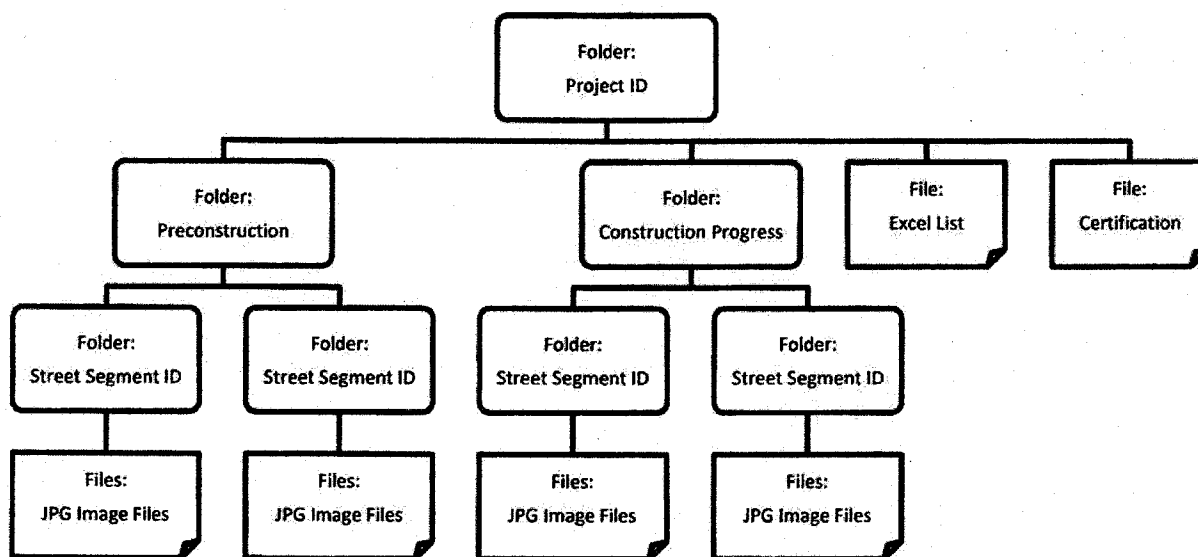 Folder:
Project ID
Folder:
Preconstruction
Folder:
Construction Progress
File:
Excel List
File:
Certification
Folder:
Street Segment ID
Folder:
Street Segment ID
Folder:
Street Segment ID
Folder:
Street Segment ID
Files:
JPG Image Files
Files:
JPG Image Files
Files:
JPG Image Files
Files:
JPG Image Files